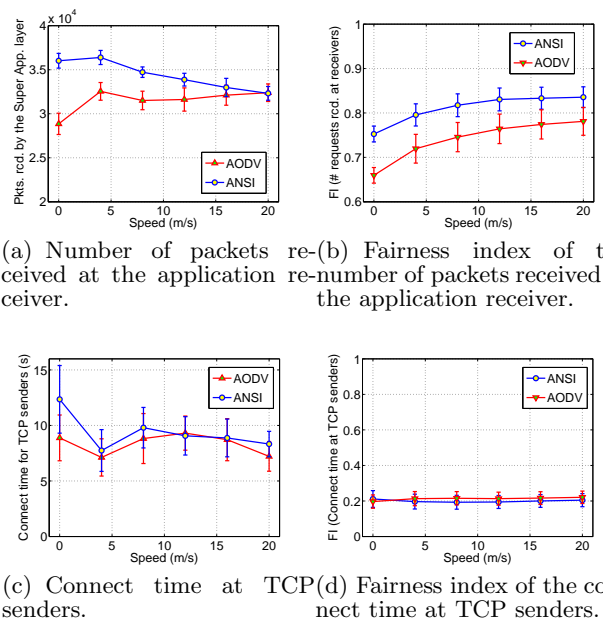 x 10^4
4
3.5
3
2.5
2
0 5 10 15 20
Speed (m/s)
Pkts. rcd. by the Super App. layer
AODV
ANSI
1
0.9
0.8
0.7
0.6
0 5 10 15 20
Speed (m/s)
FI (# requests rcd. at receivers)
ANSI
AODV
(a) Number of packets re-
ceived at the application re-
ceiver.
(b) Fairness index of t
number of packets received
the application receiver.
15
10
5
0
0 5 10 15 20
Speed (m/s)
Connect time for TCP senders (s)
AODV
ANSI
1
0.8
0.6
0.4
0.2
0
0 5 10 15 20
Speed (m/s)
FI (Connect time at TCP senders)
ANSI
AODV
(c) Connect time at TCP
senders.
(d) Fairness index of the co
nect time at TCP senders.